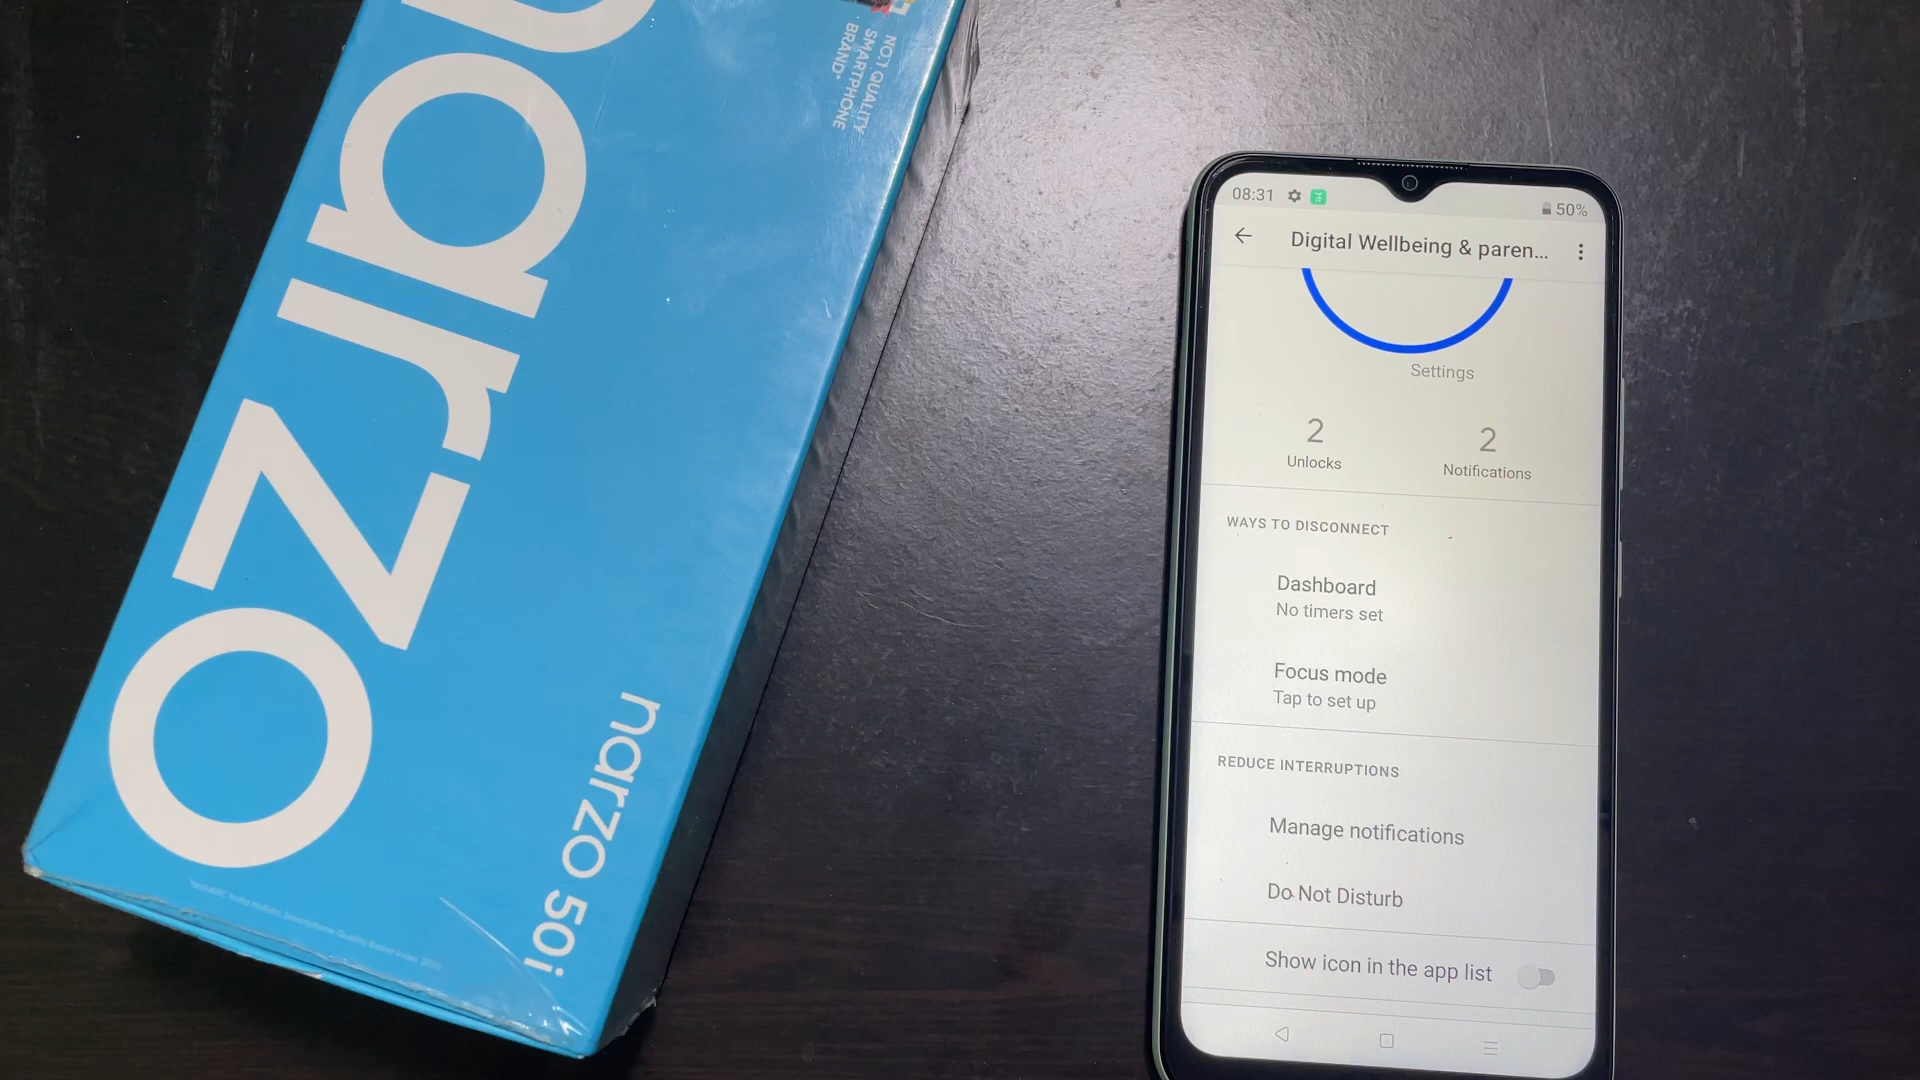 narzo
NO.1 QUALITY
SMARTPHONE
BRAND*
narzo 50i
08:31
50%
Digital Wellbeing & paren...
Settings
2
Unlocks
2
Notifications
WAYS TO DISCONNECT
Dashboard
No timers set
Focus mode
Tap to set up
REDUCE INTERRUPTIONS
Manage notifications
Do Not Disturb
Show icon in the app list